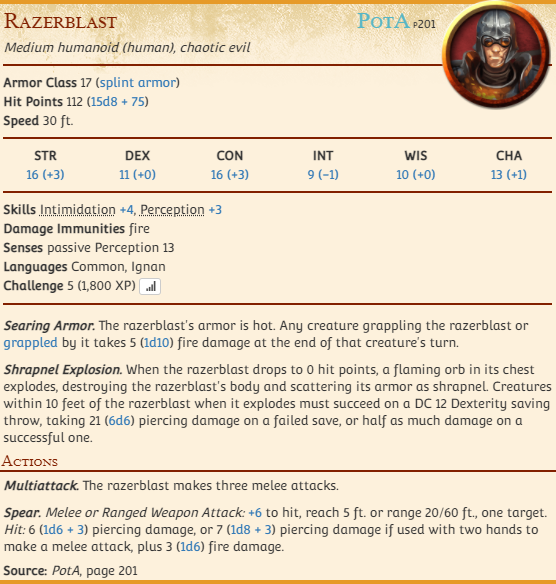 Razerblast PotA p201
Medium humanoid (human), chaotic evil
Armor Class 17 (splint armor)
Hit Points 112 (15d8 + 75)
Speed 30 ft.
STR DEX CON INT WIS CHA
16 (+3) 11 (+0) 16 (+3) 9 (−1) 10 (+0) 13 (+1)
Skills Intimidation +4, Perception +3
Damage Immunities fire
Senses passive Perception 13
Languages Common, Ignan
Challenge 5 (1,800 XP)
Searing Armor. The razerblast's armor is hot. Any creature grappling the razerblast or
grappled by it takes 5 (1d10) fire damage at the end of that creature's turn.
Shrapnel Explosion. When the razerblast drops to 0 hit points, a flaming orb in its chest
explodes, destroying the razerblast's body and scattering its armor as shrapnel. Creatures
within 10 feet of the razerblast when it explodes must succeed on a DC 12 Dexterity saving
throw, taking 21 (6d6) piercing damage on a failed save, or half as much damage on a
successful one.
Actions
Multiattack. The razerblast makes three melee attacks.
Spear. Melee or Ranged Weapon Attack: +6 to hit, reach 5 ft. or range 20/60 ft., one target.
Hit: 6 (1d6 + 3) piercing damage, or 7 (1d8 + 3) piercing damage if used with two hands to
make a melee attack, plus 3 (1d6) fire damage.
Source: PotA, page 201